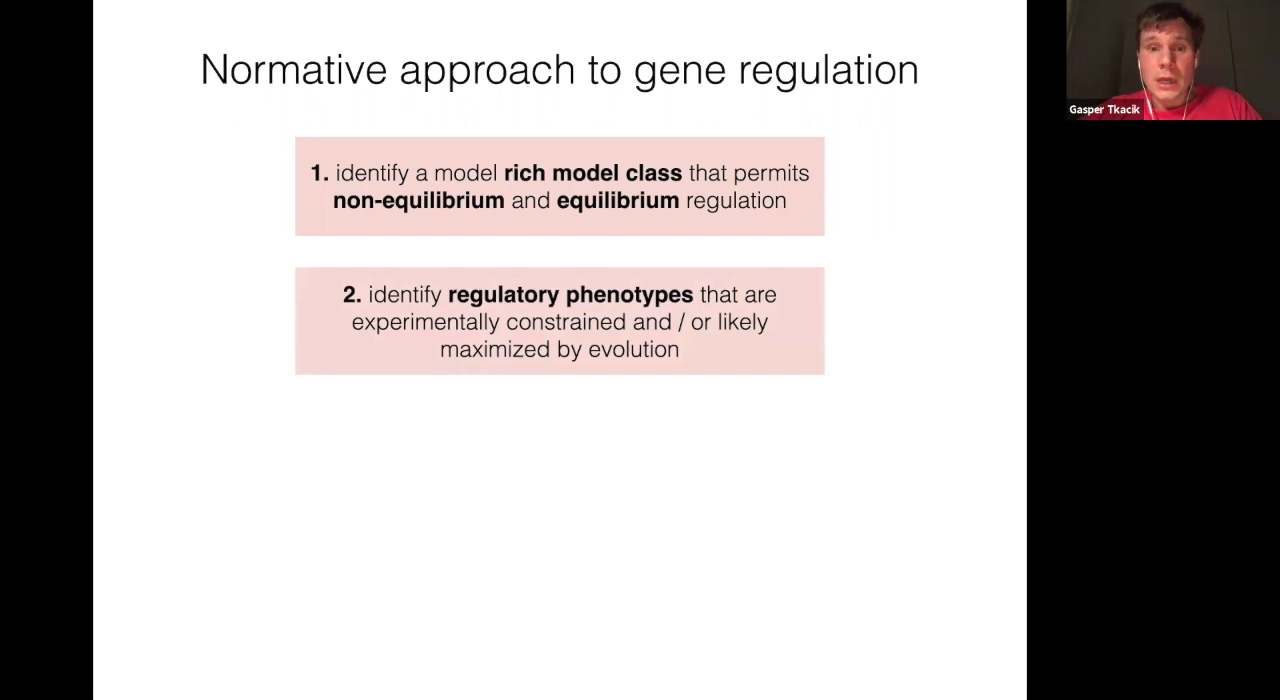 Normative approach to gene regulation
1. identify a model rich model class that permits
non-equilibrium and equilibrium regulation
2. identify regulatory phenotypes that are
experimentally constrained and / or likely
maximized by evolution
Gasper Tkacik